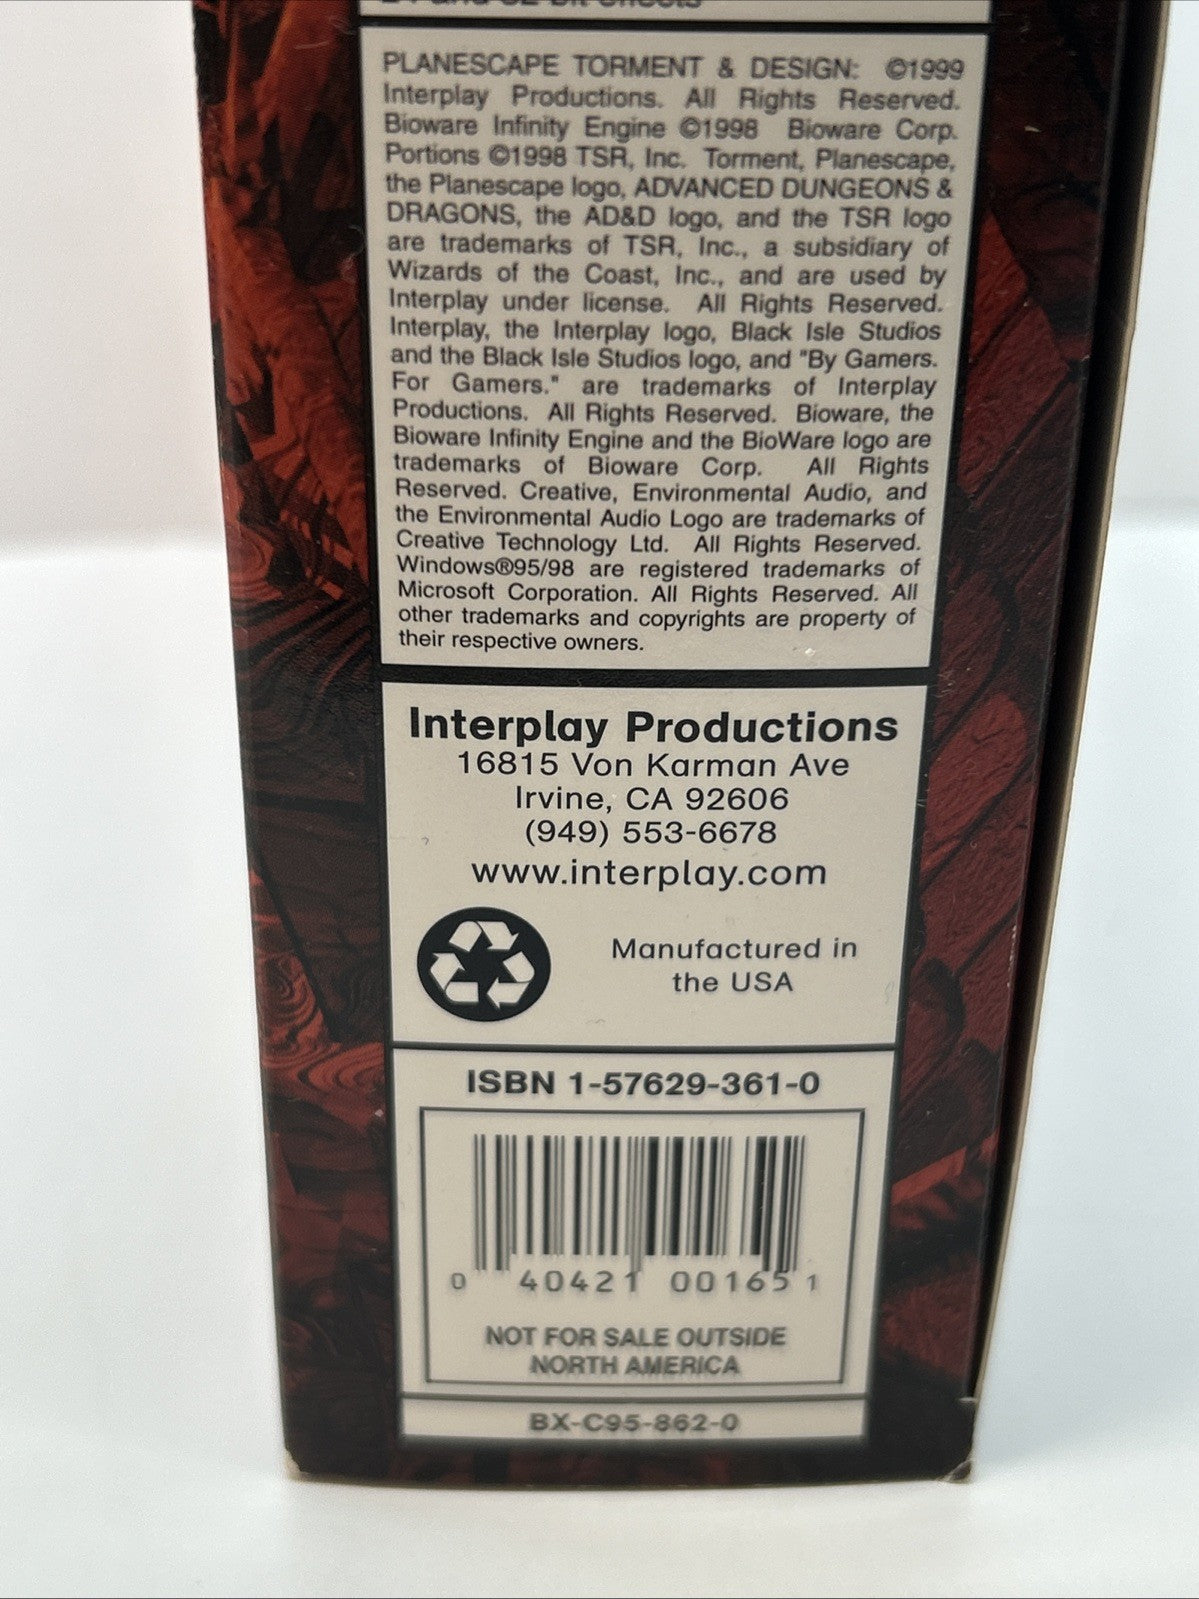 24 and 32 bit effects
PLANESCAPE TORMENT & DESIGN: ©1999
Interplay Productions. All Rights Reserved.
Bioware Infinity Engine ©1998 Bioware Corp.
Portions ©1998 TSR, Inc. Torment, Planescape,
the Planescape logo, ADVANCED DUNGEONS &
DRAGONS, the AD&D logo, and the TSR logo
are trademarks of TSR, Inc., a subsidiary of
Wizards of the Coast, Inc., and are used by
Interplay under license. All Rights Reserved.
Interplay, the Interplay logo, Black Isle Studios
and the Black Isle Studios logo, and "By Gamers.
For Gamers." are trademarks of Interplay
Productions. All Rights Reserved. Bioware, the
Bioware Infinity Engine and the BioWare logo are
trademarks of Bioware Corp. All Rights
Reserved. Creative, Environmental Audio, and
the Environmental Audio Logo are trademarks of
Creative Technology Ltd. All Rights Reserved.
Windows®95/98 are registered trademarks of
Microsoft Corporation. All Rights Reserved. All
other trademarks and copyrights are property of
their respective owners.
Interplay Productions
16815 Von Karman Ave
Irvine, CA 92606
(949) 553-6678
www.interplay.com
Manufactured in
the USA
ISBN 1-57629-361-0
0 40421 00165 1
NOT FOR SALE OUTSIDE
NORTH AMERICA
BX-C95-862-0